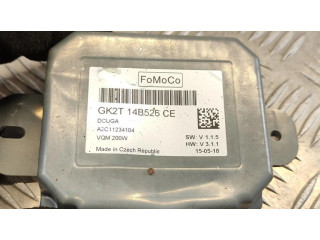 FoMoCo
GK2T 14B526 CE
DCUGA
A2C11234104
VQM 200W
SW: V 1.1.5
HW: V 3.1.1
Made in Czech Republic
15-05-18